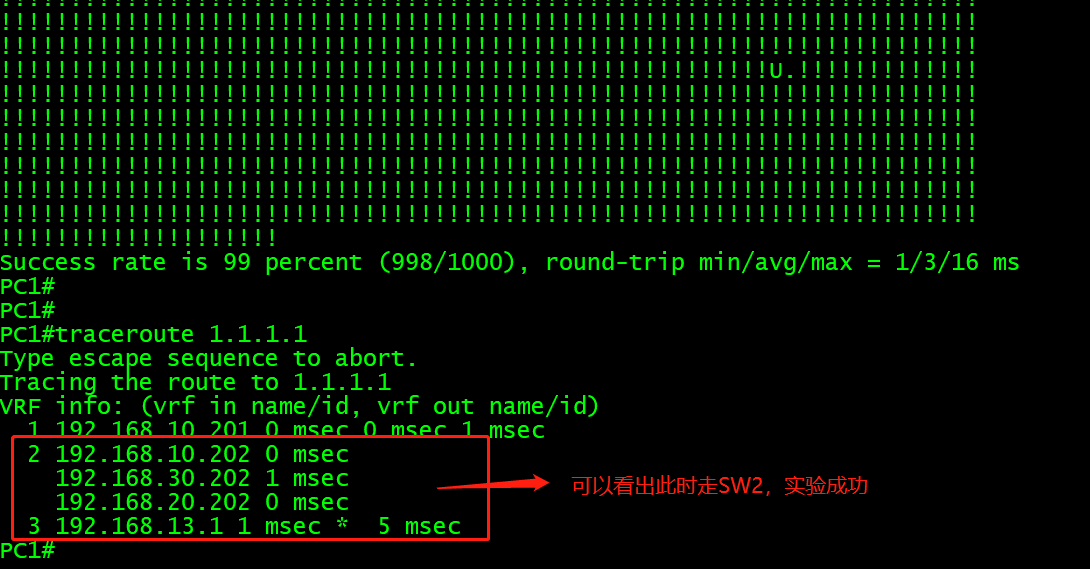 !!!!!!!!!!!!!!!!!!!!!!!!!!!!!!!!!!!!!!!!!!!!!!!!!!!!!!!!!!!!!!!!!!!!!!
!!!!!!!!!!!!!!!!!!!!!!!!!!!!!!!!!!!!!!!!!!!!!!!!!!!!!!!!!!!!!!!!!!!!!!
!!!!!!!!!!!!!!!!!!!!!!!!!!!!!!!!!!!!!!!!!!!!!!!!!!!!!!!!!!!!!!!!!!!!!!
!!!!!!!!!!!!!!!!!!!!!!!!!!!!!!!!!!!!!!!!!!!!!!!!!!!!!!!U.!!!!!!!!!!!!!
!!!!!!!!!!!!!!!!!!!!!!!!!!!!!!!!!!!!!!!!!!!!!!!!!!!!!!!!!!!!!!!!!!!!!!
!!!!!!!!!!!!!!!!!!!!!!!!!!!!!!!!!!!!!!!!!!!!!!!!!!!!!!!!!!!!!!!!!!!!!!
!!!!!!!!!!!!!!!!!!!!!!!!!!!!!!!!!!!!!!!!!!!!!!!!!!!!!!!!!!!!!!!!!!!!!!
!!!!!!!!!!!!!!!!!!!!!!!!!!!!!!!!!!!!!!!!!!!!!!!!!!!!!!!!!!!!!!!!!!!!!!
!!!!!!!!!!!!!!!!!!!!!!!!!!!!!!!!!!!!!!!!!!!!!!!!!!!!!!!!!!!!!!!!!!!!!!
!!!!!!!!!!!!!!!!!!!!!!!!!!!!!!!!!!!!!!!!!!!!!!!!!!!!!!!!!!!!!!!!!!!!!!
!!!!!!!!!!!!!!!!!!!!
Success rate is 99 percent (998/1000), round-trip min/avg/max = 1/3/16 ms
PC1#
PC1#
PC1#traceroute 1.1.1.1
Type escape sequence to abort.
Tracing the route to 1.1.1.1
VRF info: (vrf in name/id, vrf out name/id)
1 192.168.10.201 0 msec 0 msec 1 msec
2 192.168.10.202 0 msec
192.168.30.202 1 msec
可以看出此时走SW2，实验成功
192.168.20.202 0 msec
3 192.168.13.1 1 msec *  5 msec
PC1#